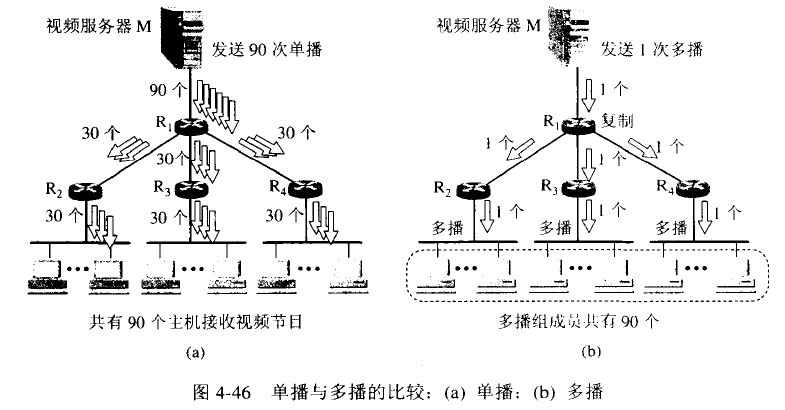 视频服务器 M
发送 90 次单播
90 个
R1
30 个
30 个
30个
R2
R3
R4
30 个
30 个
30 个
共有 90 个主机接收视频节目
(a)
视频服务器 M
发送 1 次多播
1 个
R1
复制
1 个
1 个
1 个
R2
R3
R4
多播
1 个
多播
1 个
多播
1 个
多播组成员共有 90 个
(b)
图 4-46 单播与多播的比较：(a) 单播；(b) 多播